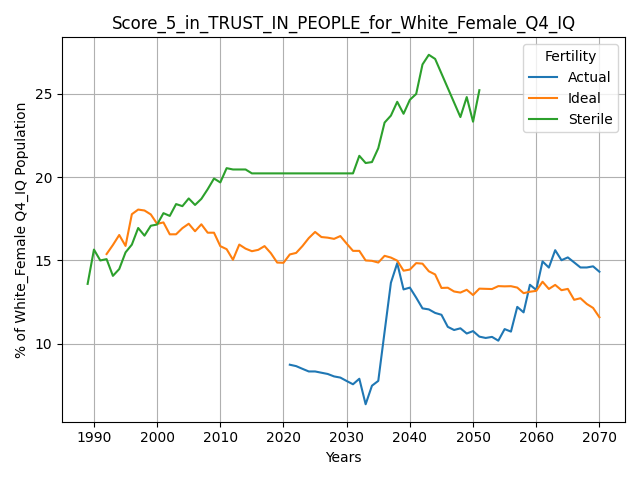 Score_5_in_TRUST_IN_PEOPLE_for_White_Female_Q4_IQ
Fertility
Actual
Ideal
Sterile
% of White_Female Q4_IQ Population
25
20
15
10
1990 2000 2010 2020 2030 2040 2050 2060 2070
Years